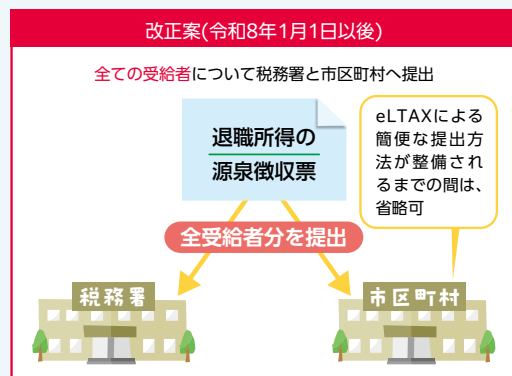 改正案(令和8年1月1日以後)
全ての受給者について税務署と市区町村へ提出
退職所得の
源泉徴収票
eLTAXによる
簡便な提出方
法が整備され
るまでの間は、
省略可
全受給者分を提出
税務署
市区町村